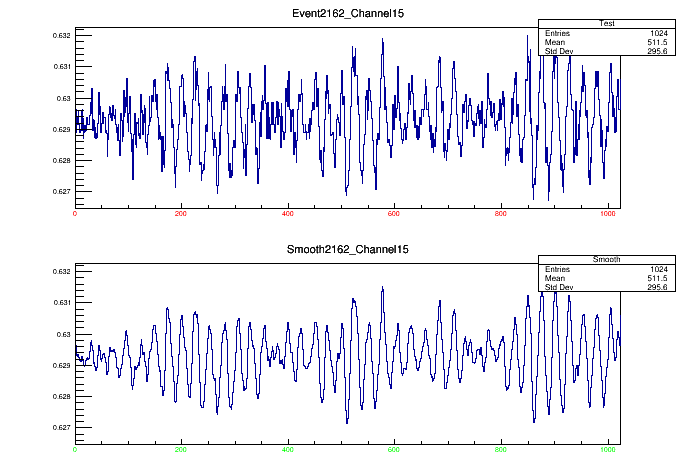 Event2162_Channel15
Test
Entries 1024
Mean 511.5
Std Dev 295.6
0.632
0.631
0.63
0.629
0.628
0.627
0 200 400 600 800 1000
Smooth2162_Channel15
Smooth
Entries 1024
Mean 511.5
Std Dev 295.6
0.632
0.631
0.63
0.629
0.628
0.627
0 200 400 600 800 1000